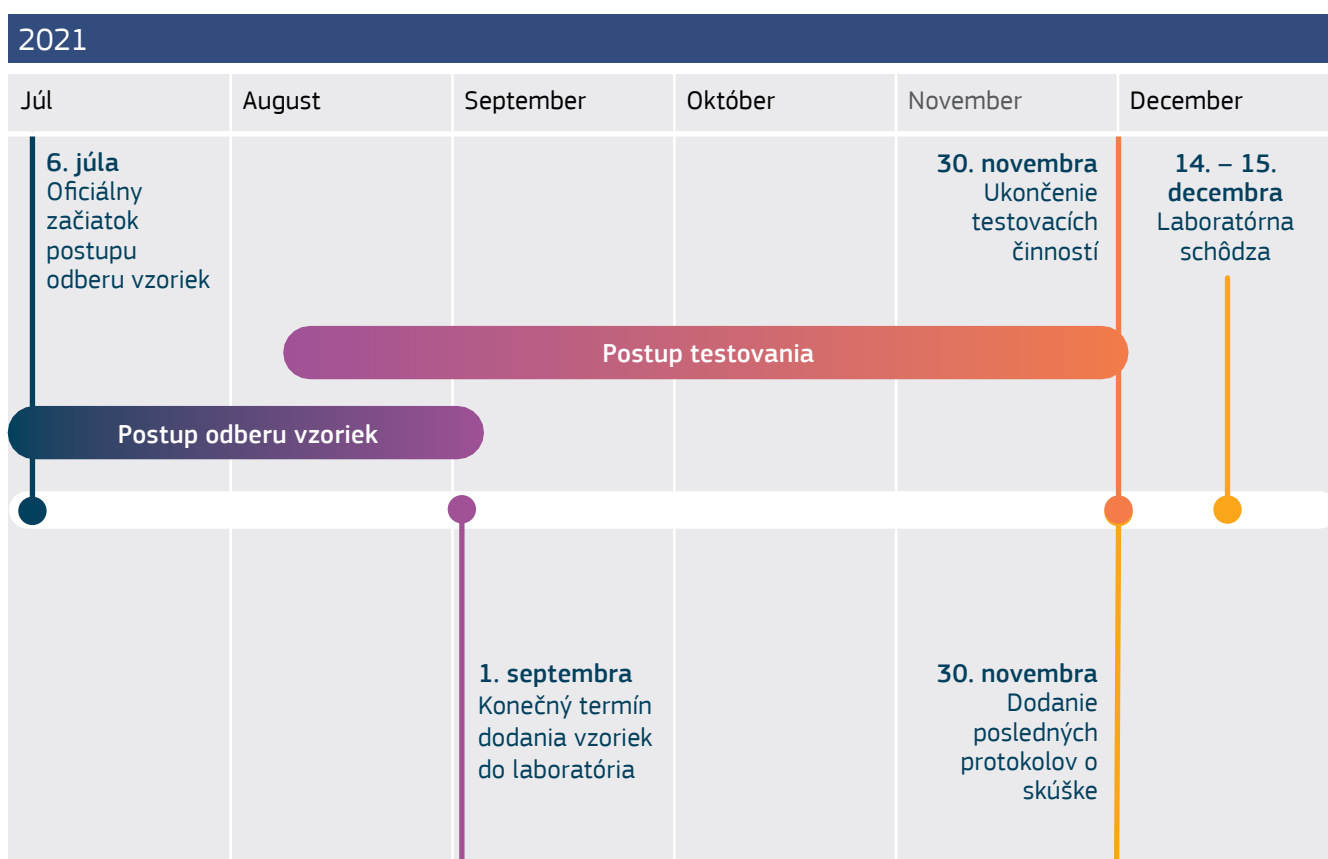 2021
Júl
August
September
Október
November
December
6. júla
Oficiálny
začiatok
postupu
odberu vzoriek
30. novembra
Ukončenie
testovacích
činností
14. – 15.
decembra
Laboratórna
schôdza
Postup testovania
Postup odberu vzoriek
1. septembra
Konečný termín
dodania vzoriek
do laboratória
30. novembra
Dodanie
posledných
protokolov o
skúške